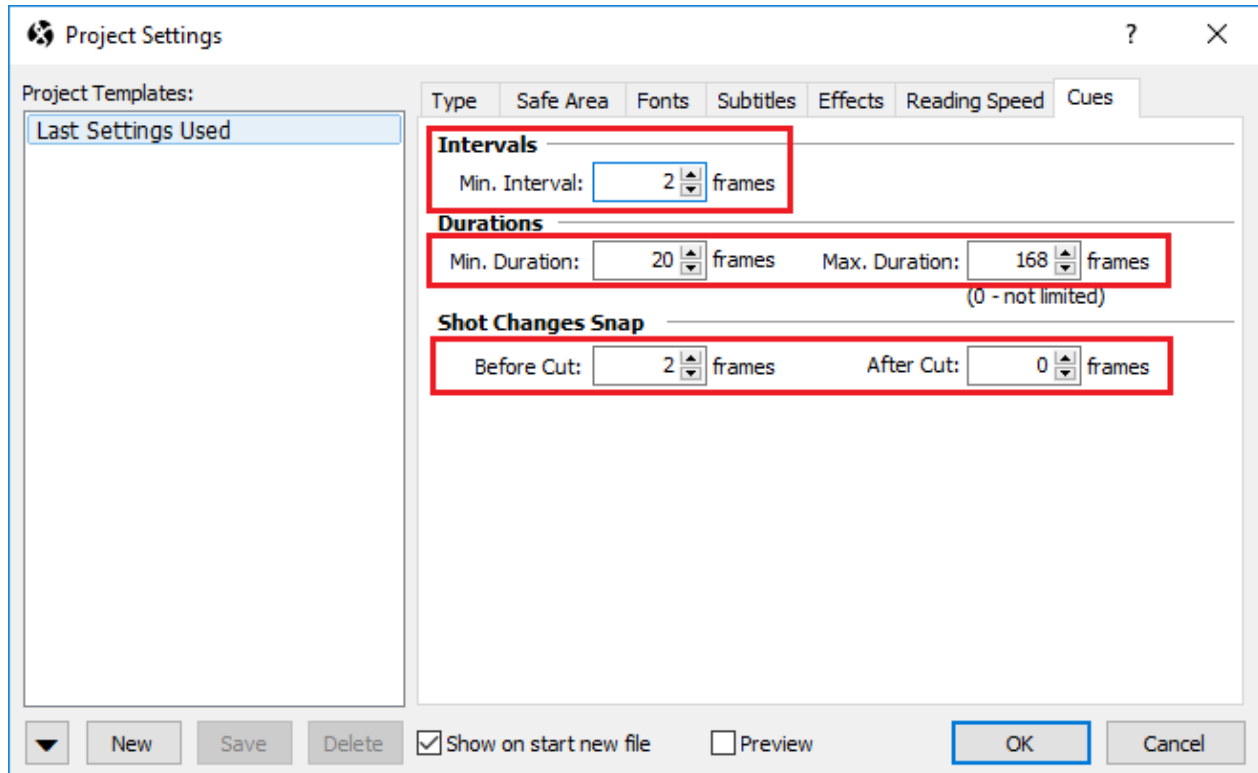 Project Settings
?
Project Templates:
Last Settings Used
Type Safe Area Fonts Subtitles Effects Reading Speed Cues
Intervals
Min. Interval: 2 frames
Durations
Min. Duration: 20 frames Max. Duration: 168 frames
(0 - not limited)
Shot Changes Snap
Before Cut: 2 frames After Cut: 0 frames
New Save Delete Show on start new file Preview OK Cancel